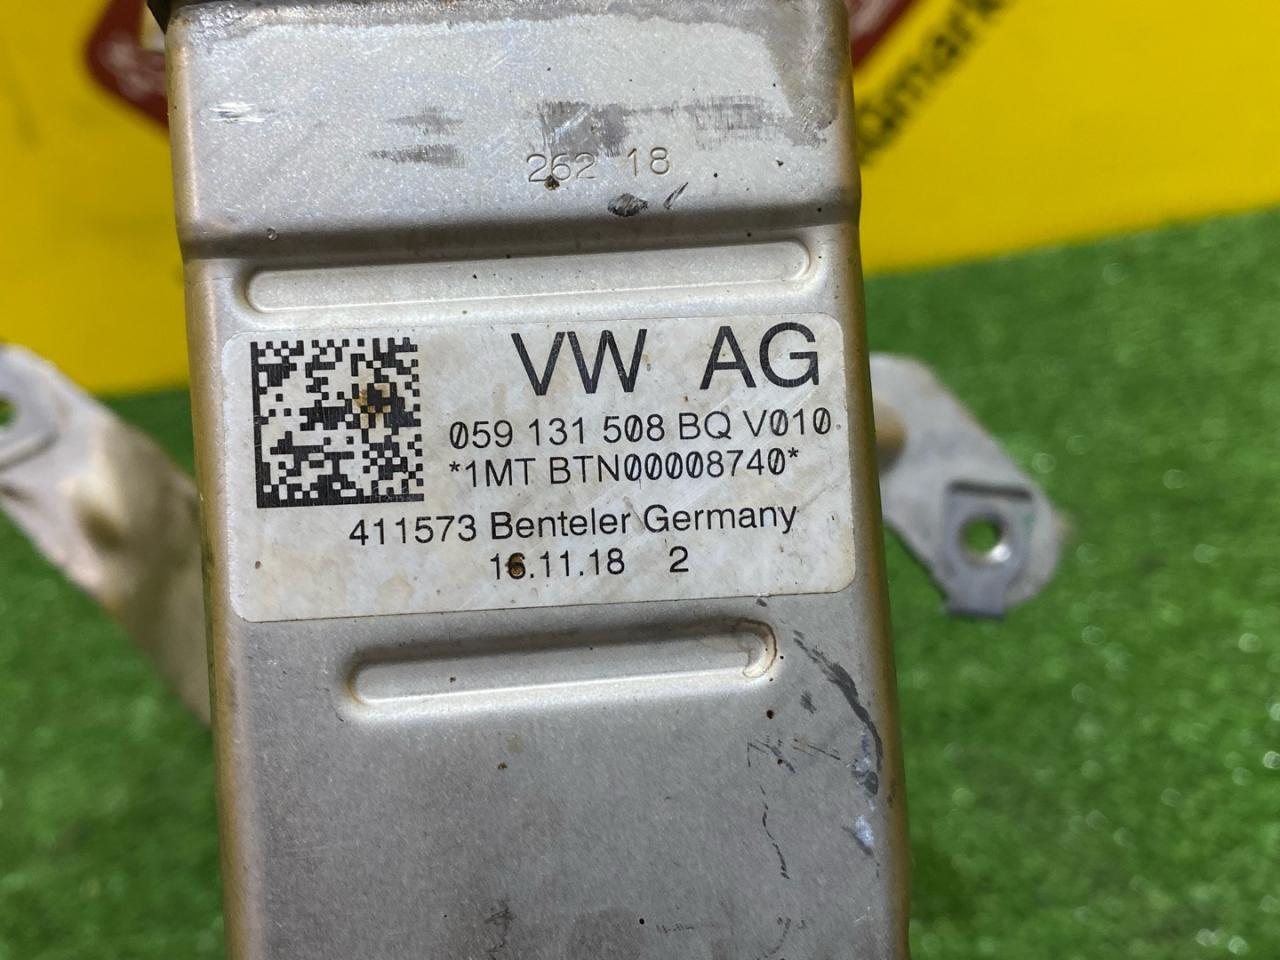 262 18
VW AG
059 131 508 BQ V010
*1MT BTN00008740*
411573 Benteler Germany
16.11.18 2